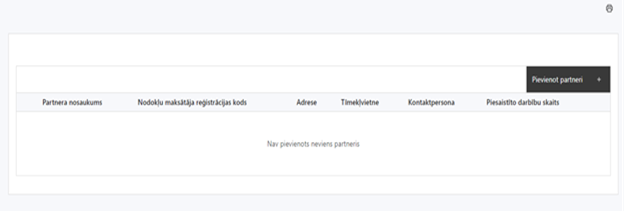 Pievienot partneri +
Partnera nosaukums Nodokļu maksātāja reģistrācijas kods Adrese Tīmekļvietne Kontaktpersona Piesaistīto darbību skaits
Nav pievienots neviens partneris